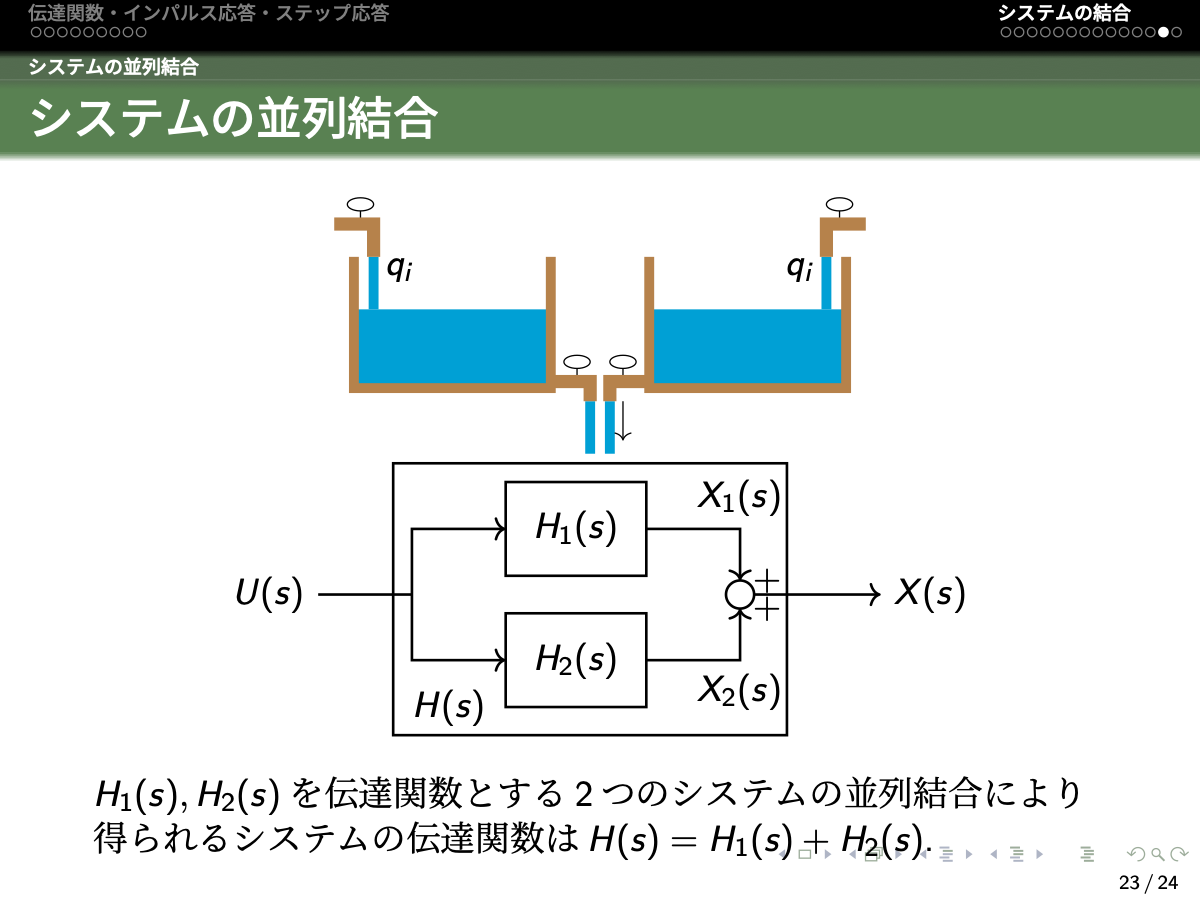 伝達関数・インパルス応答・ステップ応答
システムの結合
システムの並列結合
システムの並列結合
qi
qi
X1(s)
H1(s)
U(s)
+
+
X(s)
H2(s)
X2(s)
H(s)
H1(s), H2(s) を伝達関数とする 2 つのシステムの並列結合により
得られるシステムの伝達関数は H(s) = H1(s) + H2(s).
23 / 24